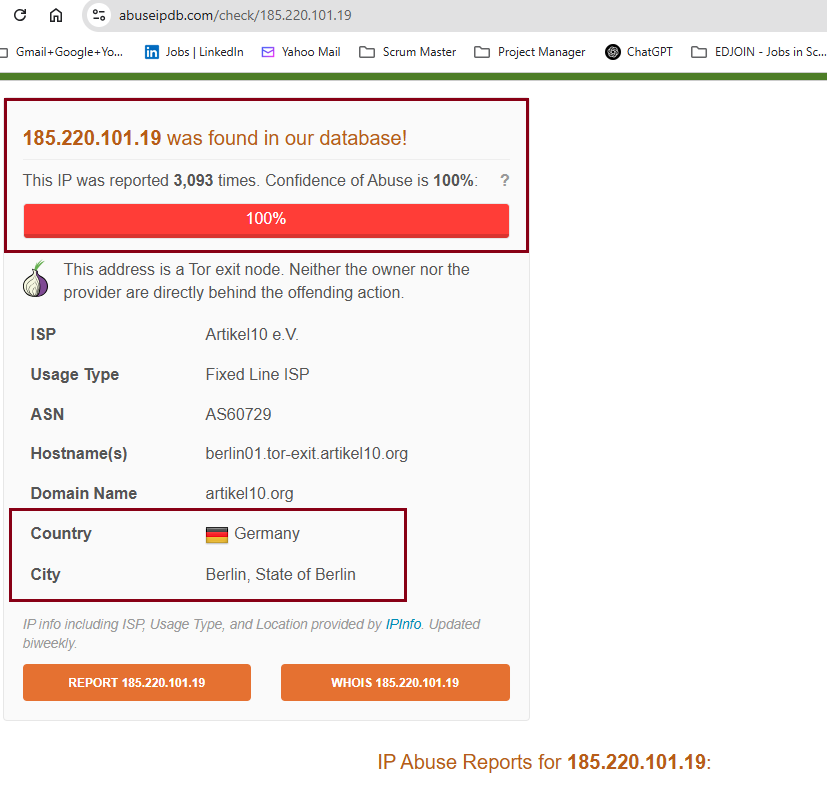 abuseipdb.com/check/185.220.101.19
Gmail+Google+Yo... Jobs | LinkedIn Yahoo Mail Scrum Master Project Manager ChatGPT EDJOIN - Jobs in Sc...
185.220.101.19 was found in our database!
This IP was reported 3,093 times. Confidence of Abuse is 100%: ?
100%
This address is a Tor exit node. Neither the owner nor the
provider are directly behind the offending action.
ISP Artikel10 e.V.
Usage Type Fixed Line ISP
ASN AS60729
Hostname(s) berlin01.tor-exit.artikel10.org
Domain Name artikel10.org
Country Germany
City Berlin, State of Berlin
IP info including ISP, Usage Type, and Location provided by IPInfo. Updated
biweekly.
REPORT 185.220.101.19 WHOIS 185.220.101.19
IP Abuse Reports for 185.220.101.19: